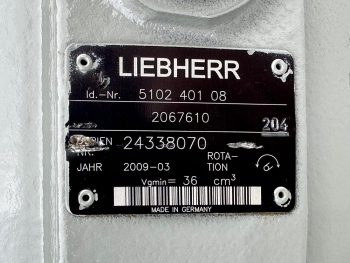 LIEBHERR
Id.-Nr. 5102 401 08
2067610
204
24338070
NR.
JAHR 2009-03 ROTA-
TION
Vgmin= 36 cm³
MADE IN GERMANY